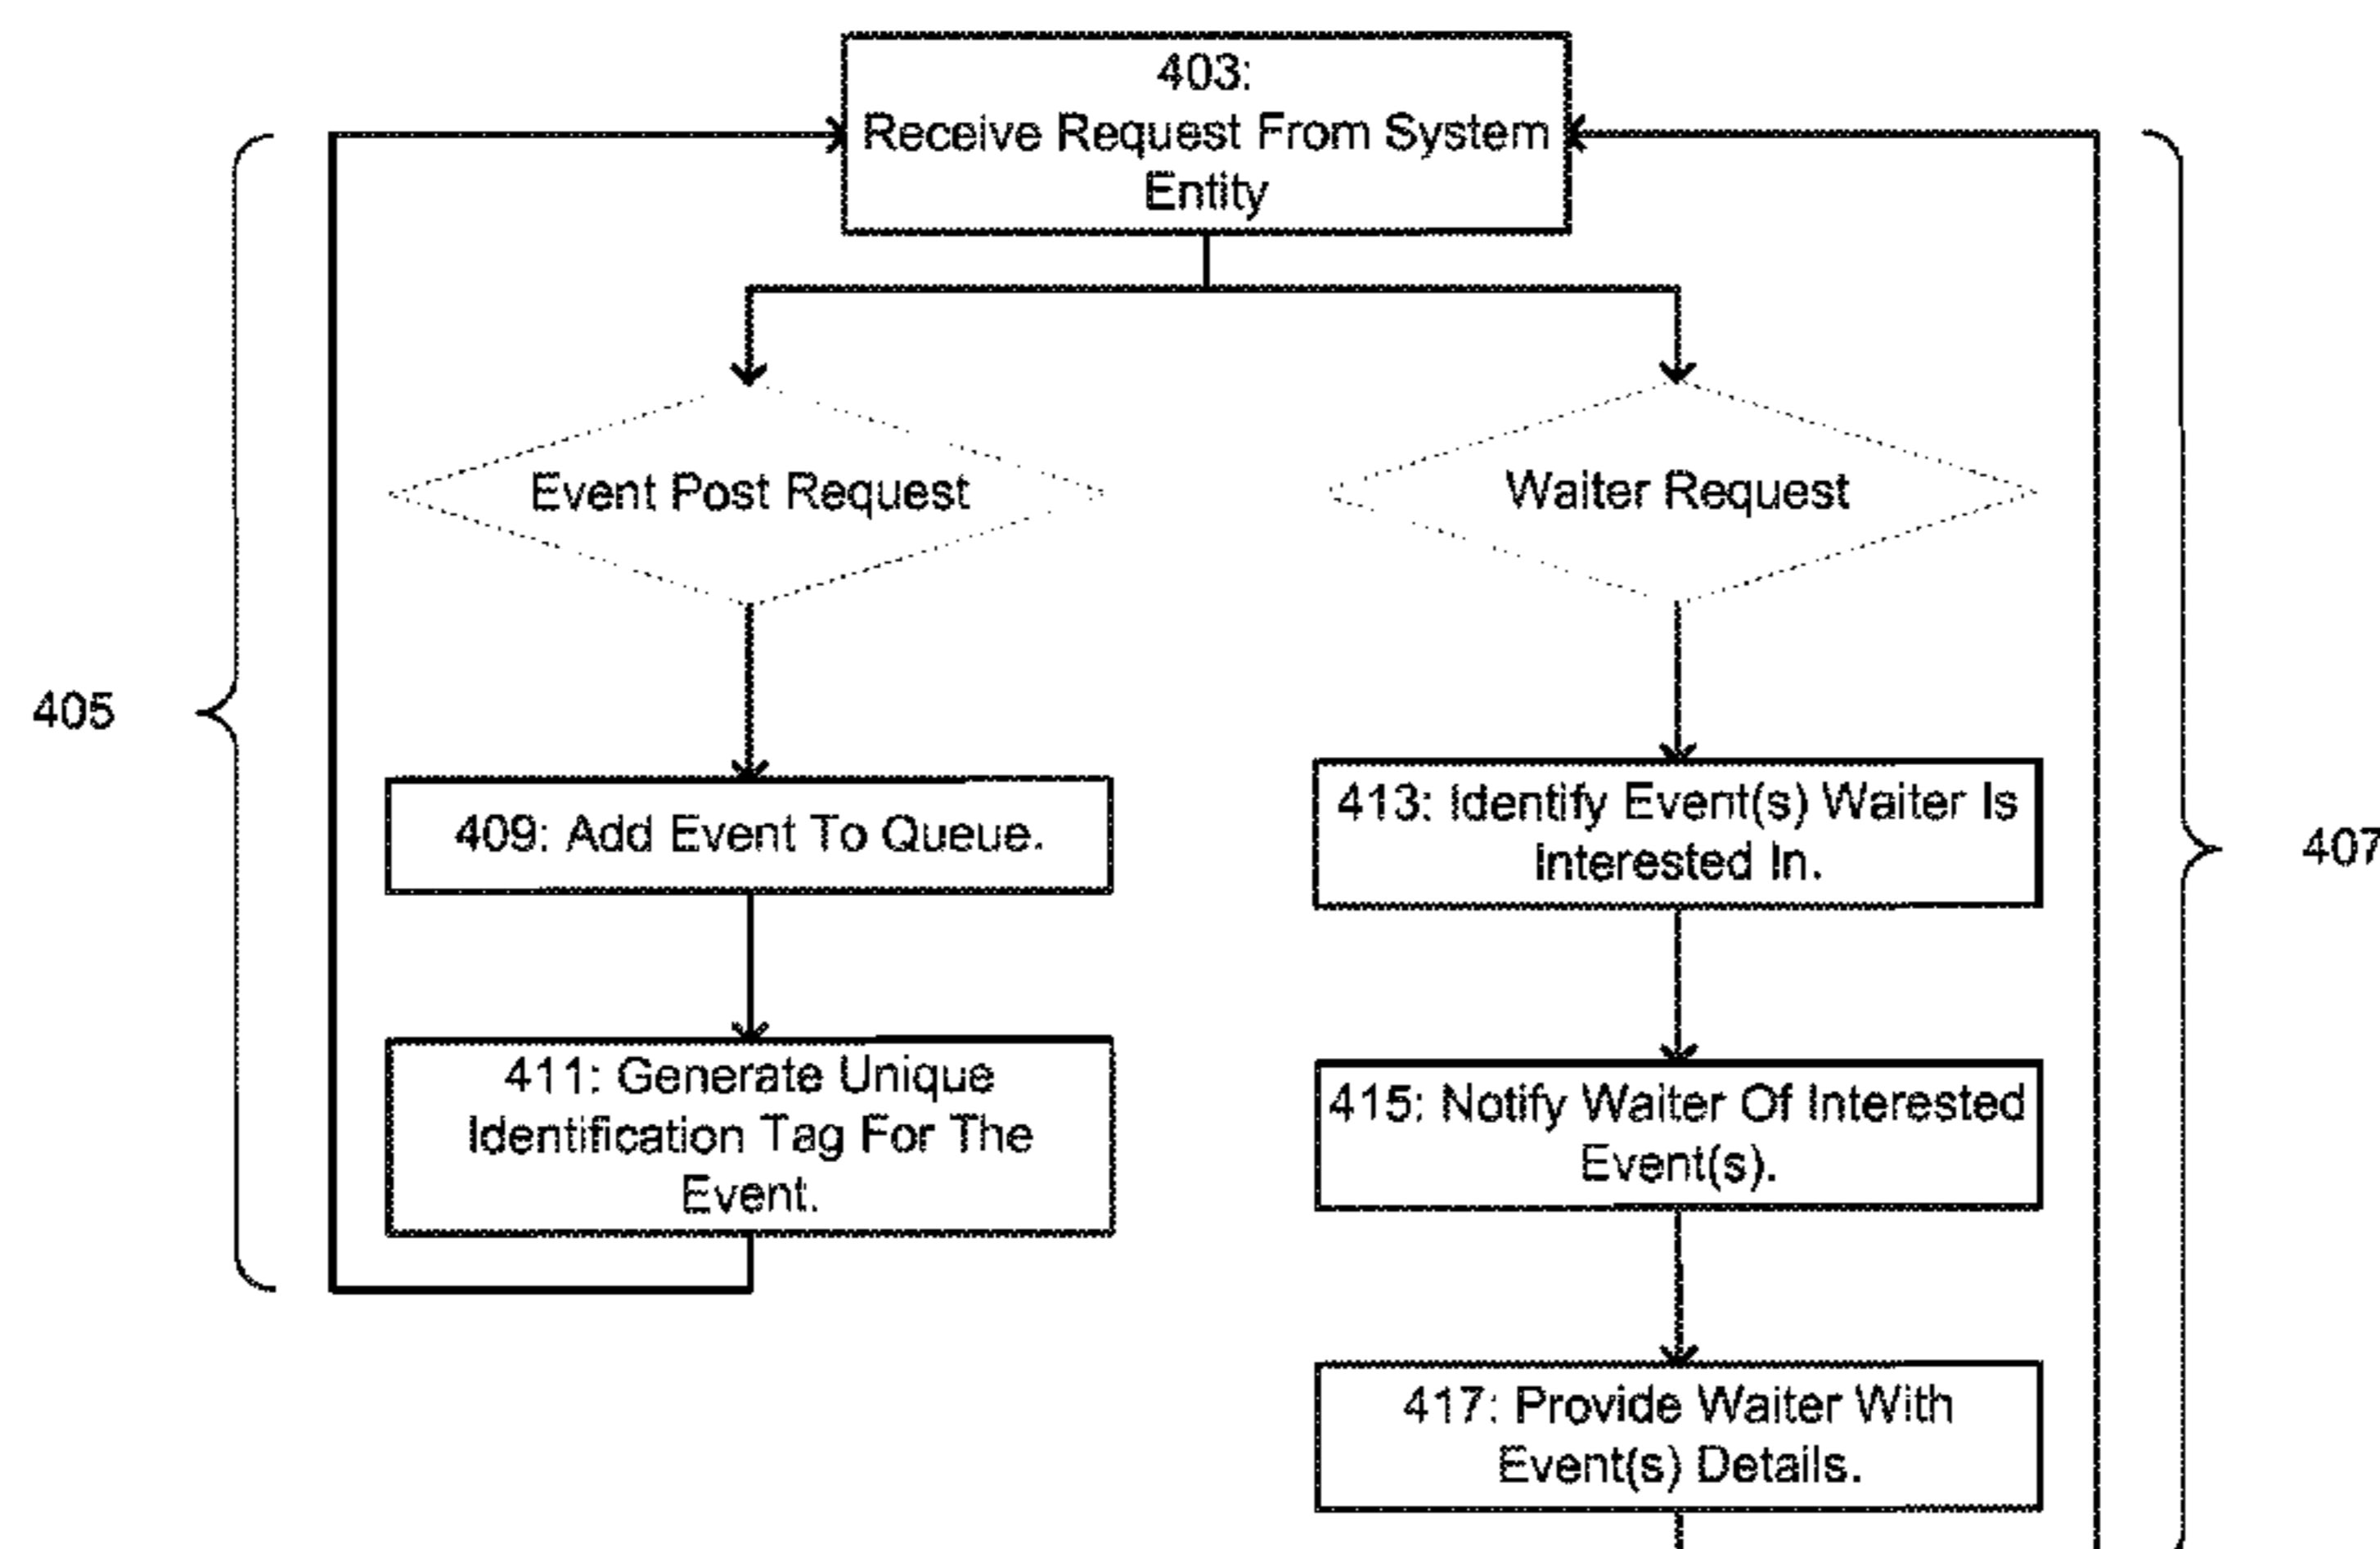 403:
Receive Request From System
Entity
Event Post Request
Waiter Request
405
409: Add Event To Queue.
413: Identify Event(s) Waiter Is
Interested In.
407
411: Generate Unique
Identification Tag For The
Event.
415: Notify Waiter Of Interested
Event(s).
417: Provide Waiter With
Event(s) Details.